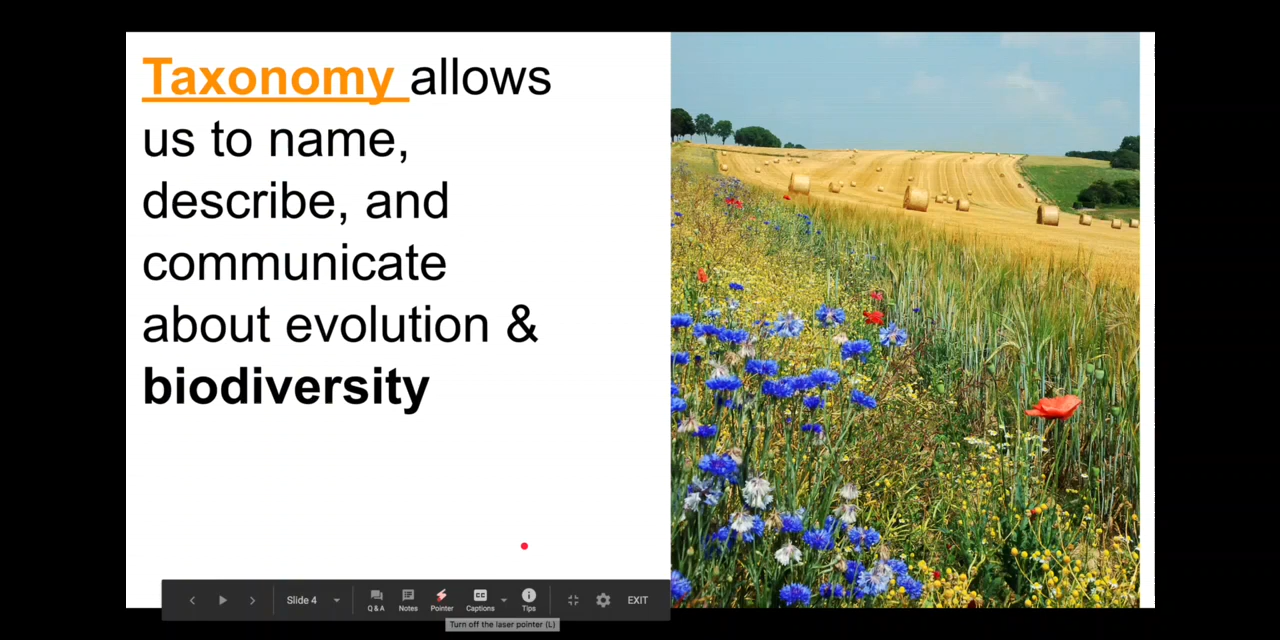 Taxonomy allows
us to name,
describe, and
communicate
about evolution &
biodiversity
Slide 4
Q & A
Notes
Pointer
Captions
Tips
EXIT
Turn off the laser pointer (L)